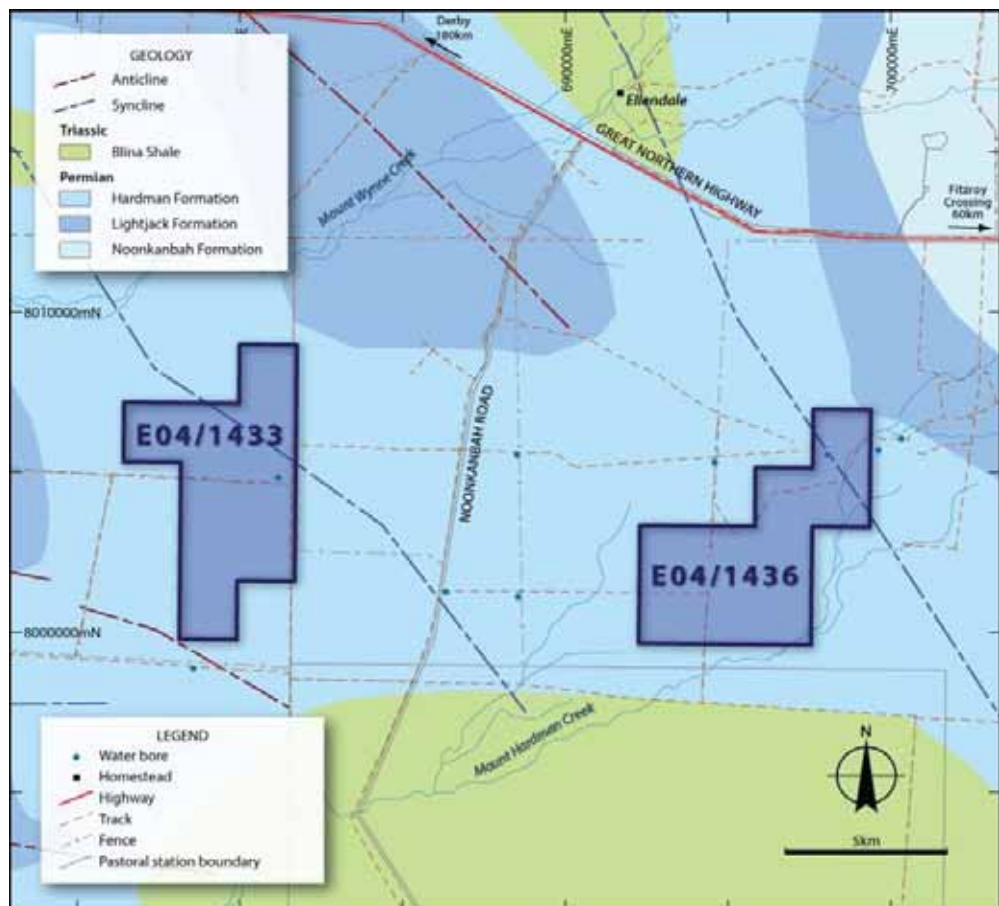 GEOLOGY
Anticline
Syncline
Triassic
Blina Shale
Permian
Hardman Formation
Lightjack Formation
Noonkanbah Formation
Derby
180km
690000mE
700000mE
Ellendale
GREAT NORTHERN HIGHWAY
Mount Wynne Creek
Fitzroy
Crossing
60km
8010000mN
E04/1433
NOONKANBAH ROAD
E04/1436
8000000mN
Mount Hardman Creek
LEGEND
Water bore
Homestead
Highway
Track
Fence
Pastoral station boundary
N
5km